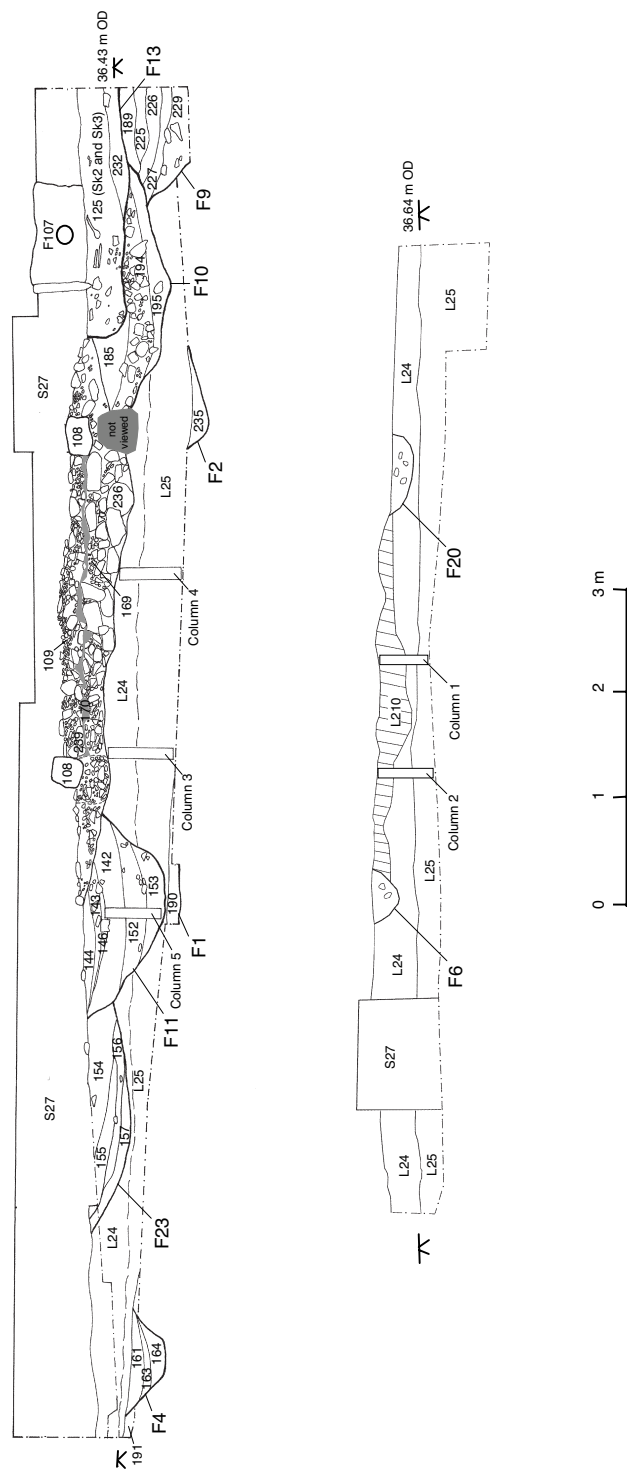 36.43 m OD
F13
189
226
225
229
227
F9
125 (Sk2 and Sk3)
232
F107
194
195
F10
S27
185
108
not
viewed
235
F2
236
L25
169
Column 4
109
170
239
L24
108
Column 3
142
143
144
146
153
152
190
Column 5
F1
F11
154
156
155
157
L25
S27
F23
L24
161
163
164
F4
191
36.64 m OD
L25
L24
F20
L210
Column 1
Column 2
L25
F6
L24
S27
L24
L25
3 m
2
1
0